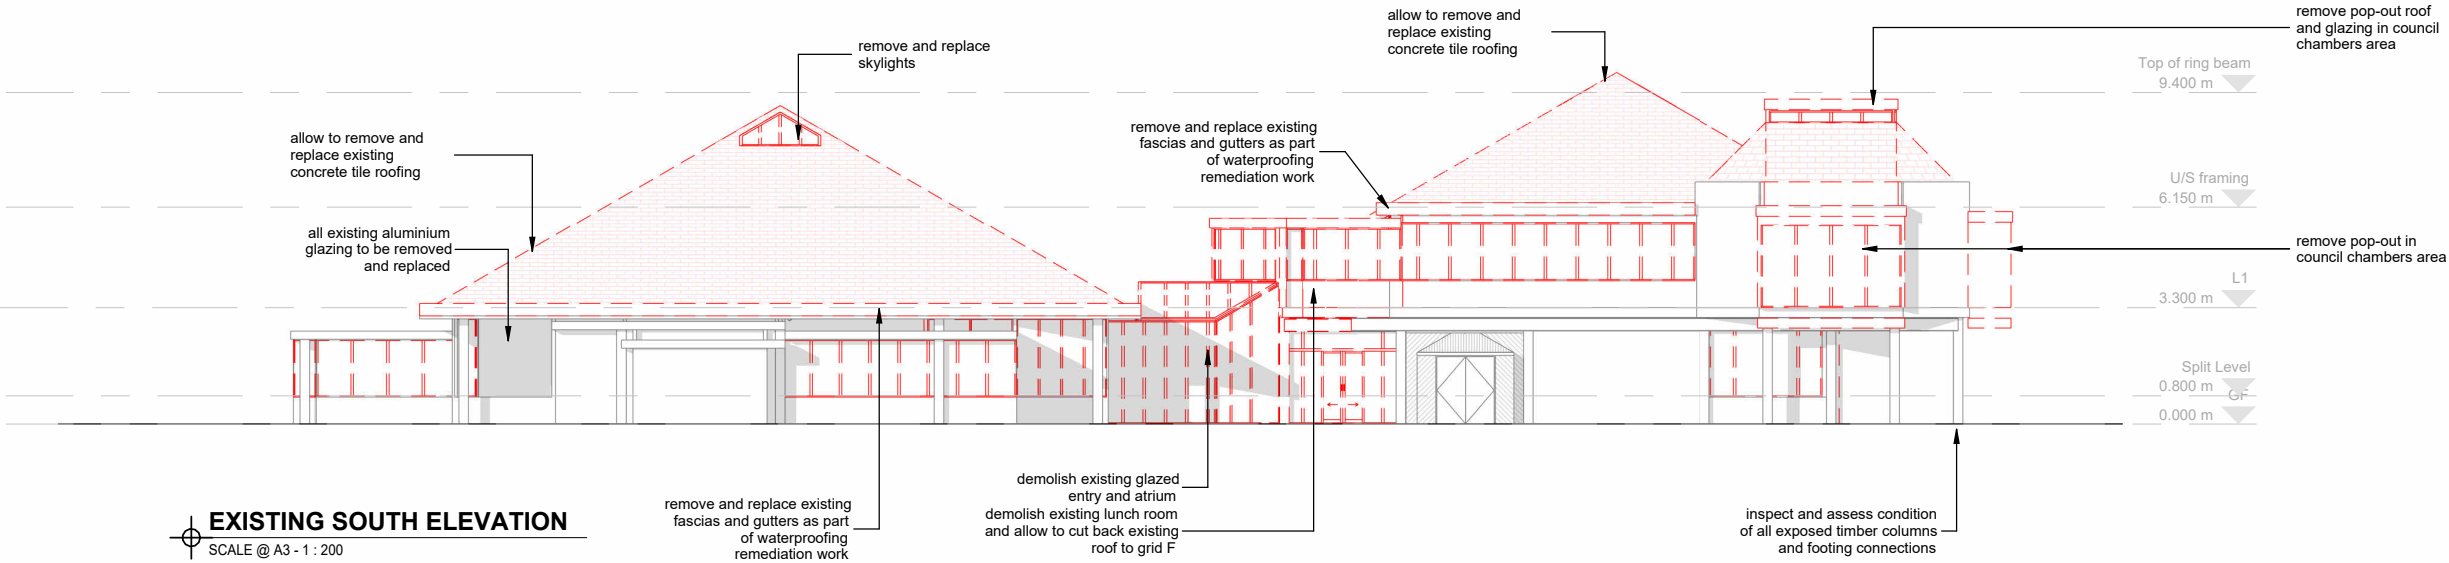 remove and replace
skylights
allow to remove and
replace existing
concrete tile roofing
all existing aluminium
glazing to be removed
and replaced
allow to remove and
replace existing
concrete tile roofing
remove and replace existing
fascias and gutters as part
of waterproofing
remediation work
remove pop-out roof
and glazing in council
chambers area
Top of ring beam
9.400 m
U/S framing
6.150 m
remove pop-out in
council chambers area
L1
3.300 m
Split Level
0.800 m
GF
0.000 m
remove and replace existing
fascias and gutters as part
of waterproofing
remediation work
demolish existing glazed
entry and atrium
demolish existing lunch room
and allow to cut back existing
roof to grid F
inspect and assess condition
of all exposed timber columns
and footing connections
EXISTING SOUTH ELEVATION
SCALE @ A3 - 1 : 200